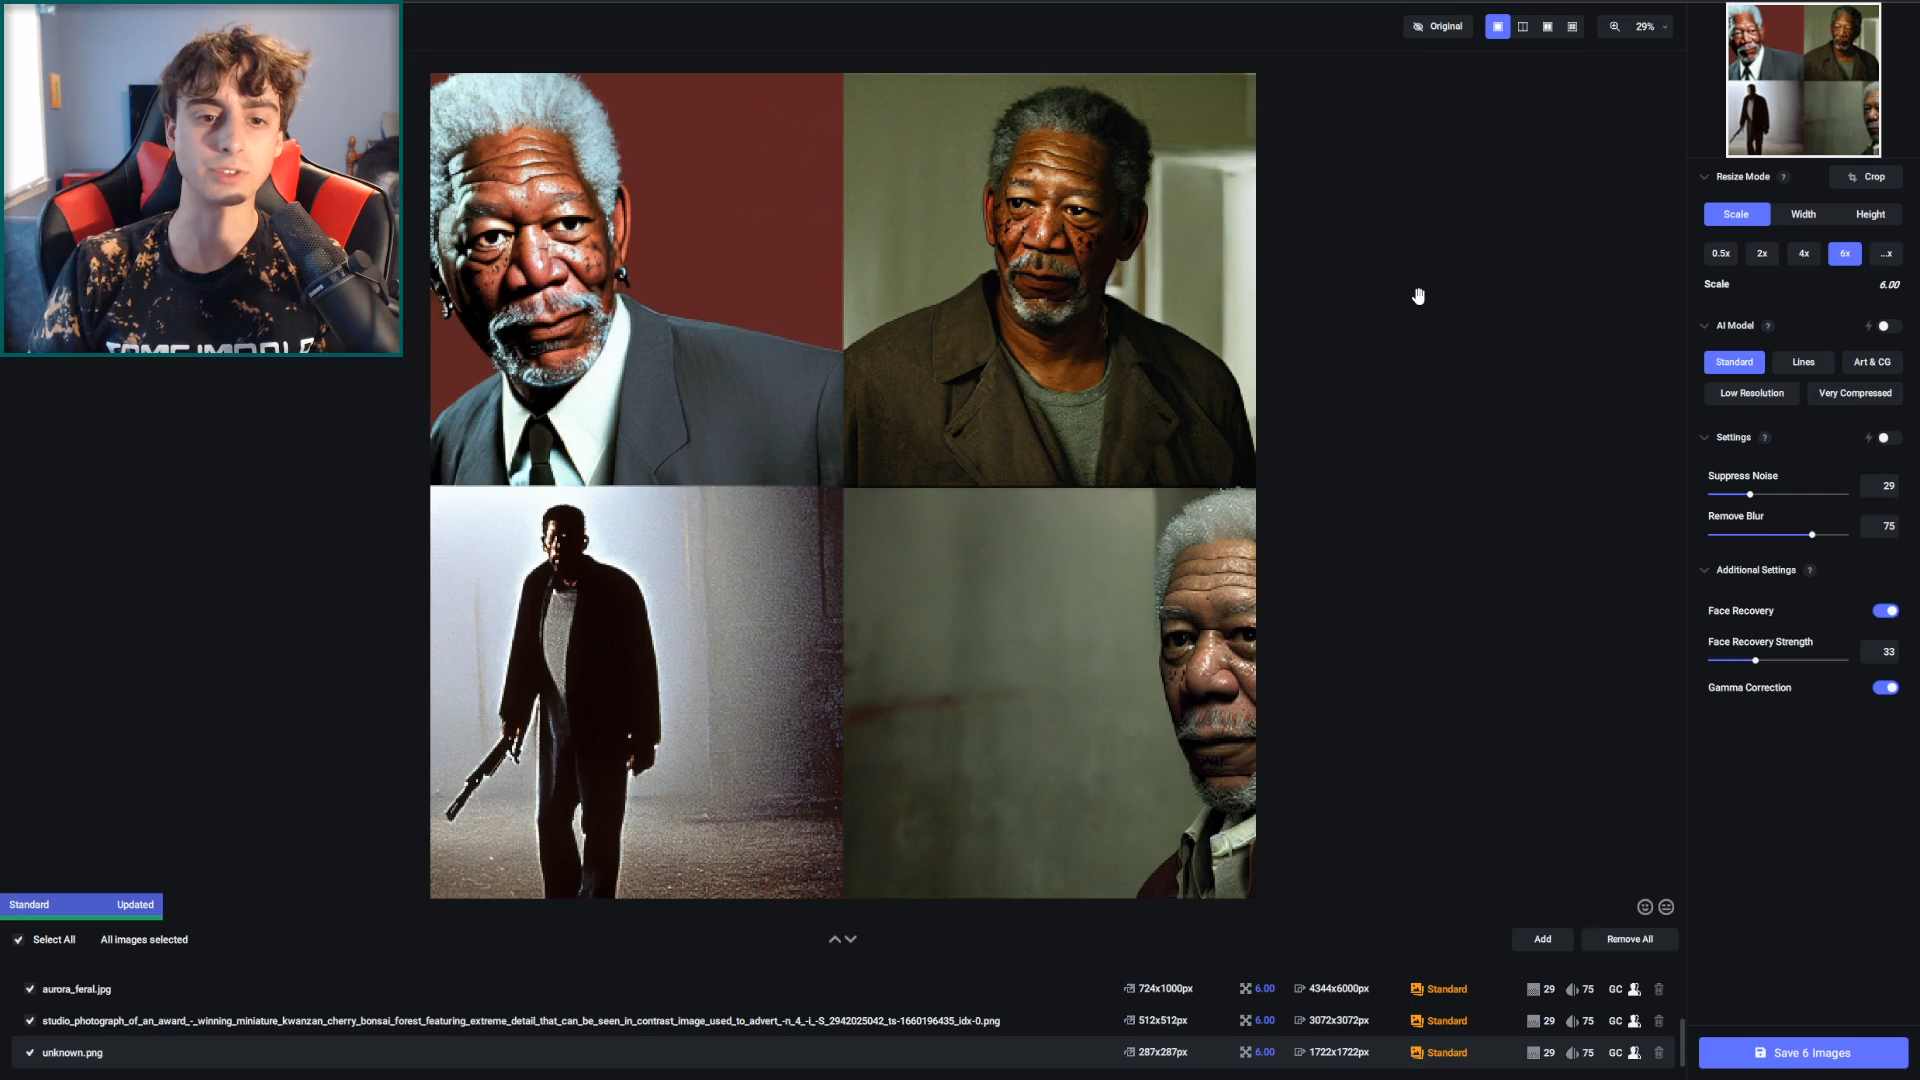 Original
29%
Resize Mode ?
Crop
Scale Width Height
0.5x 2x 4x 6x ...x
Scale 6.00
AI Model ?
Standard Lines Art & CG
Low Resolution Very Compressed
Settings ?
Suppress Noise
29
Remove Blur
75
Additional Settings ?
Face Recovery
Face Recovery Strength
33
Gamma Correction
Standard Updated
Select All All images selected
Add Remove All
aurora_feral.jpg 724x1000px 6.00 4344x6000px Standard 29 75 GC
studio_photograph_of_an_award_-_winning_miniature_kwanzan_cherry_bonsai_forest_featuring_extreme_detail_that_can_be_seen_in_contrast_image_used_to_advert_-n_4_-i_-S_2942025042_ts-1660196435_idx-0.png 512x512px 6.00 3072x3072px Standard 29 75 GC
unknown.png 287x287px 6.00 1722x1722px Standard 29 75 GC
Save 6 Images